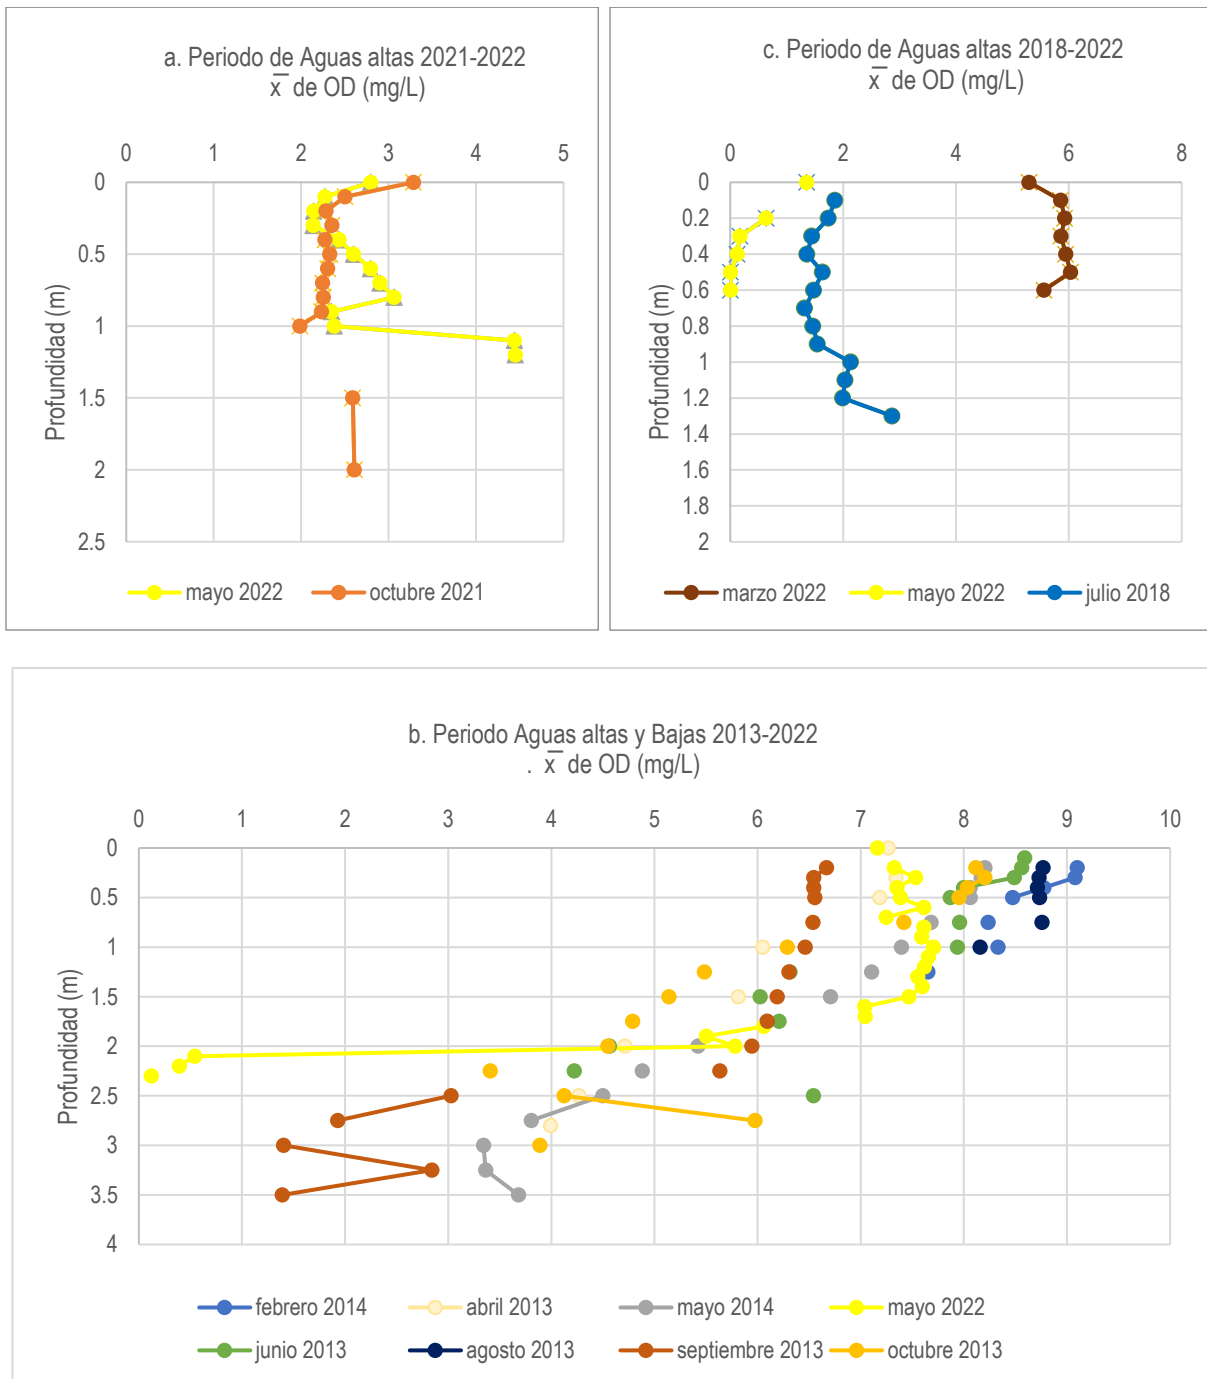 a. Periodo de Aguas altas 2021-2022
x̅ de OD (mg/L)
0 1 2 3 4 5
0
0.5
1
1.5
2
2.5
Profundidad (m)
mayo 2022 octubre 2021
c. Periodo de Aguas altas 2018-2022
x̅ de OD (mg/L)
0 2 4 6 8
0
0.2
0.4
0.6
0.8
1
1.2
1.4
1.6
1.8
2
Profundidad (m)
marzo 2022 mayo 2022 julio 2018
b. Periodo Aguas altas y Bajas 2013-2022
. x̅ de OD (mg/L)
0 1 2 3 4 5 6 7 8 9 10
0
0.5
1
1.5
2
2.5
3
3.5
4
Profundidad (m)
febrero 2014 abril 2013 mayo 2014 mayo 2022
junio 2013 agosto 2013 septiembre 2013 octubre 2013